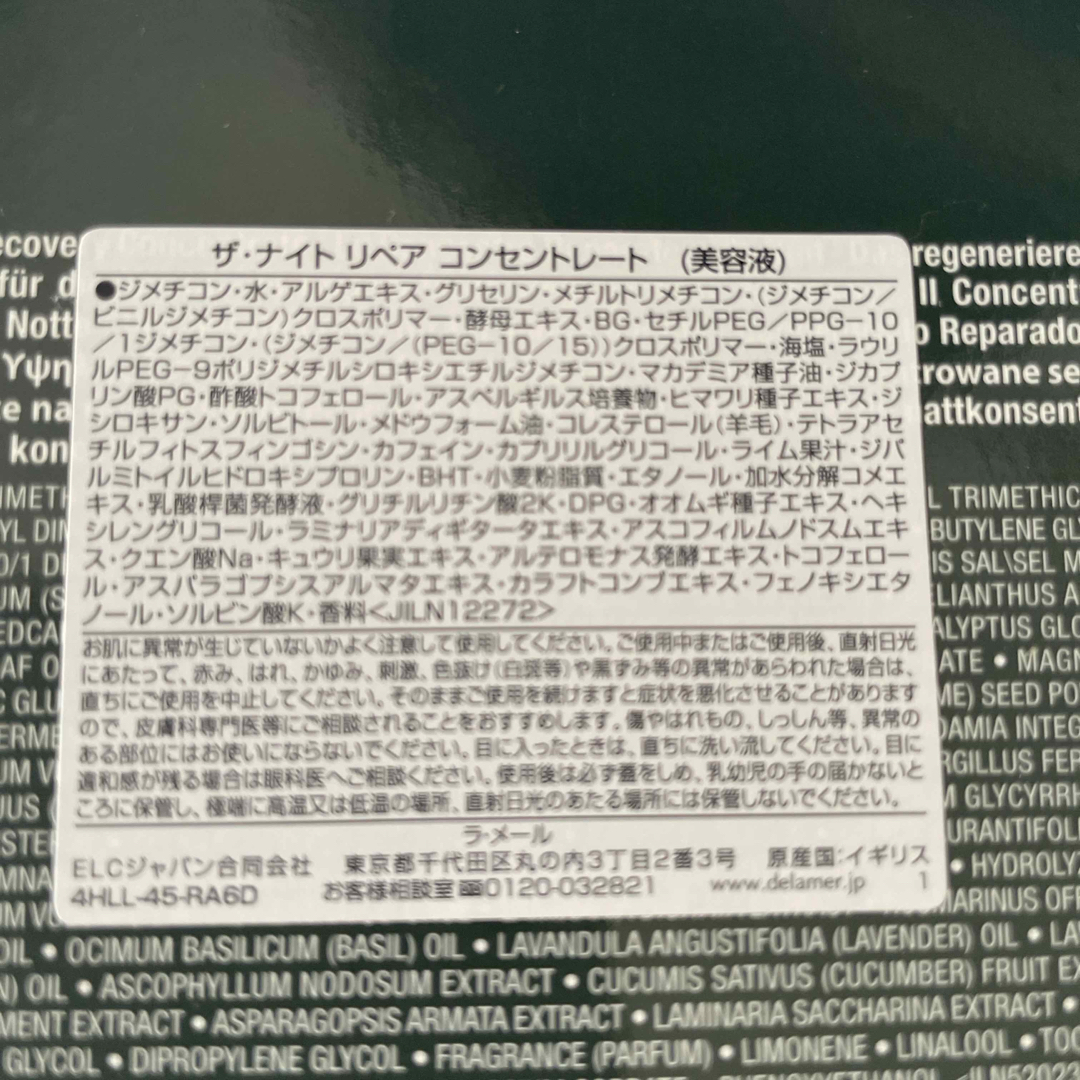 regeneriere
für d
Nott
Υψη
kon
II Concent
o Reparado
crowane se
attkonsent
ザ・ナイト リペア コンセントレート (美容液)
●ジメチコン・水・アルゲエキス・グリセリン・メチルトリメチコン・(ジメチコン/
ビニルジメチコン)クロスポリマー・酵母エキス・BG・セチルPEG/PPG-10
/1ジメチコン・(ジメチコン/(PEG-10/15))クロスポリマー・海塩・ラウリ
ルPEG-9ポリジメチルシロキシエチルジメチコン・マカデミア種子油・ジカプ
リン酸PG・酢酸トコフェロール・アスペルギルス培養物・ヒマワリ種子エキス・ジ
シロキサン・ソルビトール・メドウフォーム油・コレステロール(羊毛)・テトラアセ
チルフィトスフィンゴシン・カフェイン・カプリリルグリコール・ライム果汁・ジパ
ルミトイルヒドロキシプロリン・BHT・小麦粉脂質・エタノール・加水分解コメエ
キス・乳酸桿菌発酵液・グリチルリチン酸2K・DPG・オオムギ種子エキス・ヘキ
シレングリコール・ラミナリアディギタータエキス・アスコフィルムノドスムエキ
ス・クエン酸Na・キュウリ果実エキス・アルテロモナス発酵エキス・トコフェロー
ル・アスパラゴプシスアルマタエキス・カラフトコンブエキス・フェノキシエタ
ノール・ソルビン酸K・香料<JILN12272>
お肌に異常が生じていないかよく注意して使用してください。ご使用中またはご使用後、直射日光
にあたって、赤み、はれ、かゆみ、刺激、色抜け(白斑等)や黒ずみ等の異常があらわれた場合は、
直ちにご使用を中止してください。そのままご使用を続けますと症状を悪化させることがあります
ので、皮膚科専門医等にご相談されることをおすすめします。傷やはれもの、しっしん等、異常の
ある部位にはお使いにならないでください。目に入ったときは、直ちに洗い流してください。目に
違和感が残る場合は眼科医へご相談ください。使用後は必ず蓋をしめ、乳幼児の手の届かないと
ころに保管し、極端に高温又は低温の場所、直射日光のあたる場所には保管しないでください。
ラ・メール
ELCジャパン合同会社 東京都千代田区丸の内3丁目2番3号 原産国:イギリス
4HLL-45-RA6D お客様相談室 0120-032821 www.delamer.jp 1
L TRIMETHIC
BUTYLENE GL
IS SAL\SEL M
LIANTHUS A
ALYPTUS GLO
ATE • MAGN
ME) SEED PO
DAMIA INTEG
RGILLUS FER
M GLYCYRRH
URANTIFOL
• HYDROLYZ
MARINUS OF
OIL • OCIMUM BASILICUM (BASIL) OIL • LAVANDULA ANGUSTIFOLIA (LAVENDER) OIL • LA
N) OIL • ASCOPHYLLUM NODOSUM EXTRACT • CUCUMIS SATIVUS (CUCUMBER) FRUIT EX
MENT EXTRACT • ASPARAGOPSIS ARMATA EXTRACT • LAMINARIA SACCHARINA EXTRACT •
GLYCOL • DIPROPYLENE GLYCOL • FRAGRANCE (PARFUM) • LIMONENE • LINALOOL • TOC